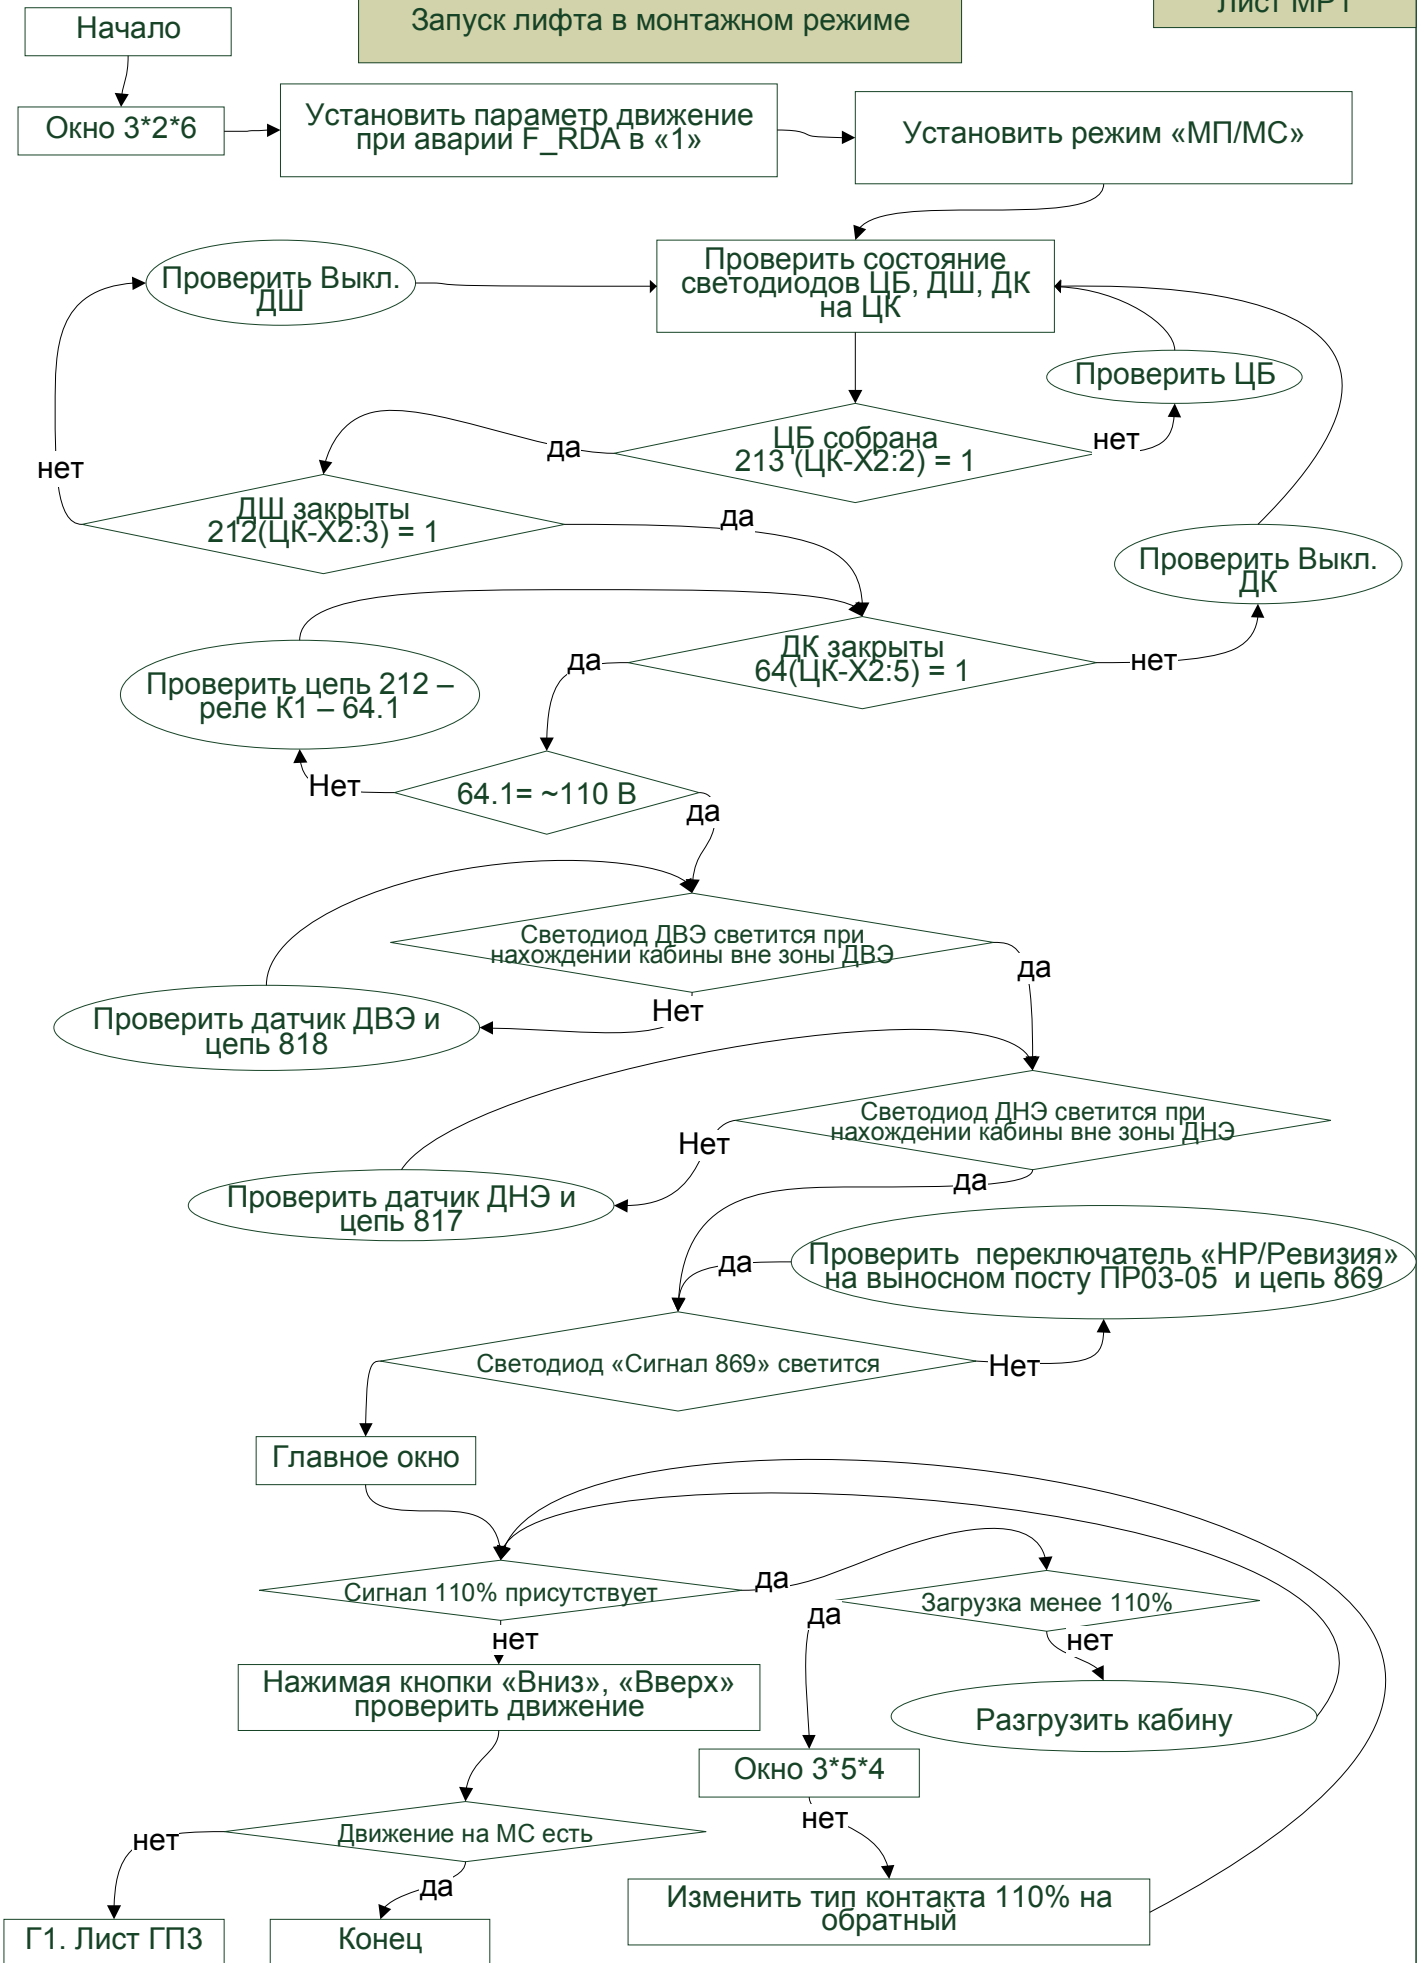 Запуск лифта в монтажном режиме
Лист МР1
Начало
Окно 3*2*6
Установить параметр движение
при аварии F_RDA в «1»
Установить режим «МП/МС»
Проверить Выкл.
ДШ
Проверить состояние
светодиодов ЦБ, ДШ, ДК
на ЦК
Проверить ЦБ
да
ЦБ собрана
213 (ЦК-Х2:2) = 1
нет
нет
ДШ закрыты
212(ЦК-Х2:3) = 1
да
Проверить Выкл.
ДК
Проверить цепь 212 –
реле К1 – 64.1
да
ДК закрыты
64(ЦК-Х2:5) = 1
нет
Нет
64.1= ~110 В
да
Светодиод ДВЭ светится при
нахождении кабины вне зоны ДВЭ
да
Нет
Проверить датчик ДВЭ и
цепь 818
Светодиод ДНЭ светится при
нахождении кабины вне зоны ДНЭ
Нет
да
Проверить датчик ДНЭ и
цепь 817
да
Проверить  переключатель «НР/Ревизия»
на выносном посту ПР03-05  и цепь 869
Светодиод «Сигнал 869» светится
Нет
Главное окно
Сигнал 110% присутствует
да
Загрузка менее 110%
да
нет
нет
Нажимая кнопки «Вниз», «Вверх»
проверить движение
Разгрузить кабину
Окно 3*5*4
нет
Движение на МС есть
нет
да
Изменить тип контакта 110% на
обратный
Г1. Лист ГП3
Конец